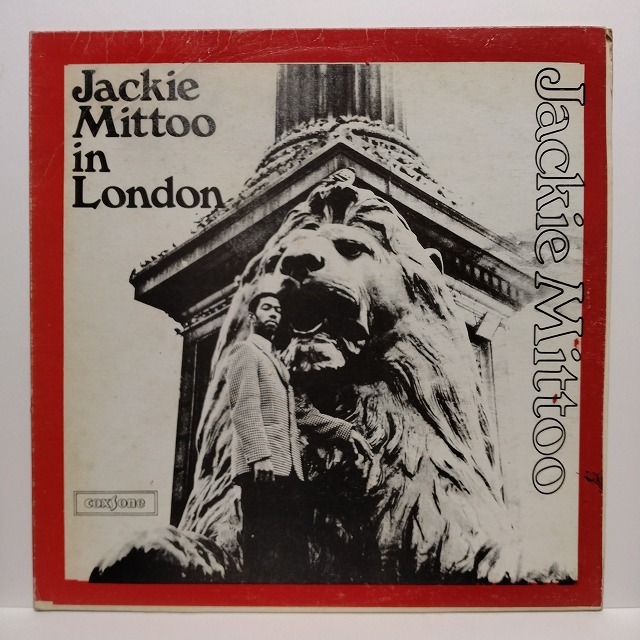 Jackie
Mittoo
in
London
Jackie Mittoo
coxsone